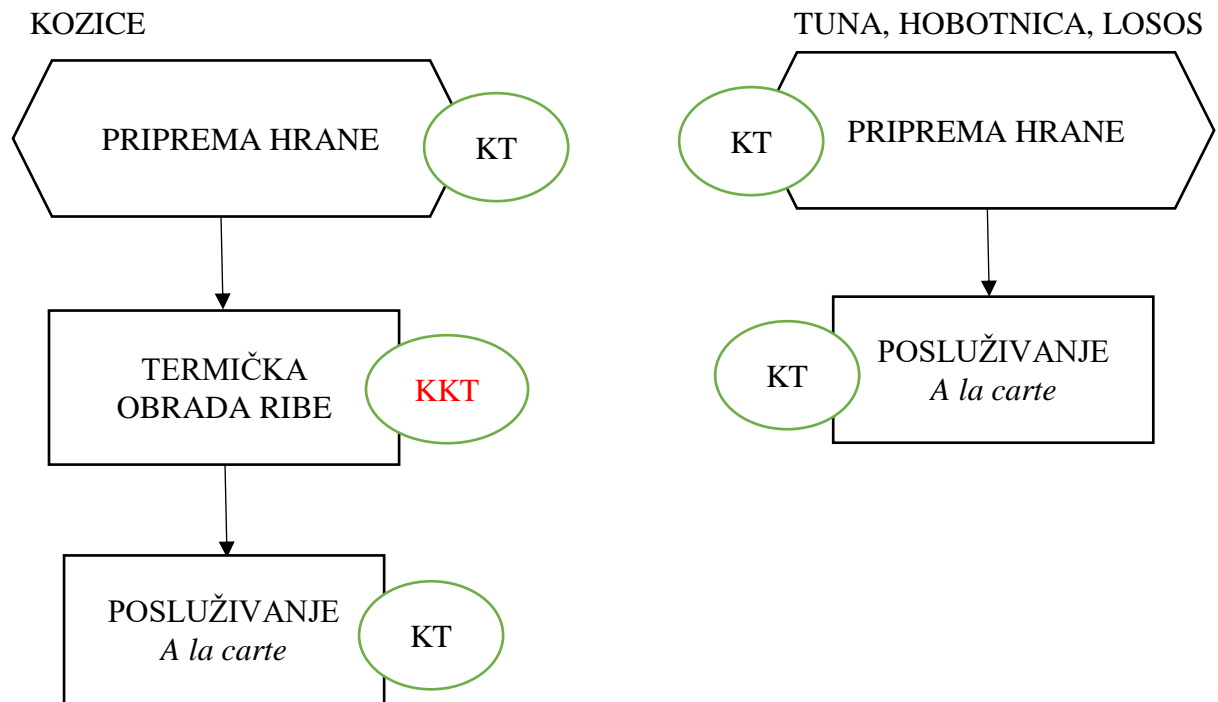 KOZICE
PRIPREMA HRANE
KT
TERMIČKA
OBRADA RIBE
KKT
POSLUŽIVANJE
A la carte
KT
TUNA, HOBOTNICA, LOSOS
KT
PRIPREMA HRANE
KT
POSLUŽIVANJE
A la carte